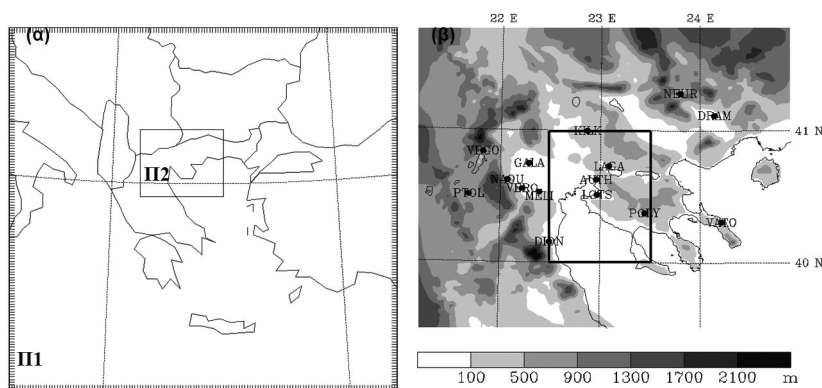 (α)
Π2
Π1
(β)
22 E 23 E 24 E
NEUR
DRAM
KILK
41 N
VEGO
GALA
LAGA
NAOU
AUTH
PTOL
VERO
MELI
LOTS
POLY
VATO
DION
40 N
100 500 900 1300 1700 2100 m